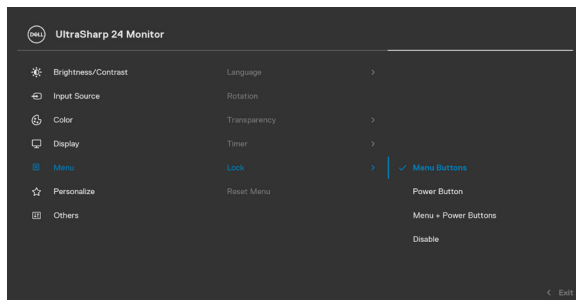 DELL UltraSharp 24 Monitor
Brightness/Contrast Language >
Input Source Rotation
Color Transparency >
Display Timer >
Menu Lock > ✓ Menu Buttons
Personalize Reset Menu Power Button
Others Menu + Power Buttons
Disable
< Exit